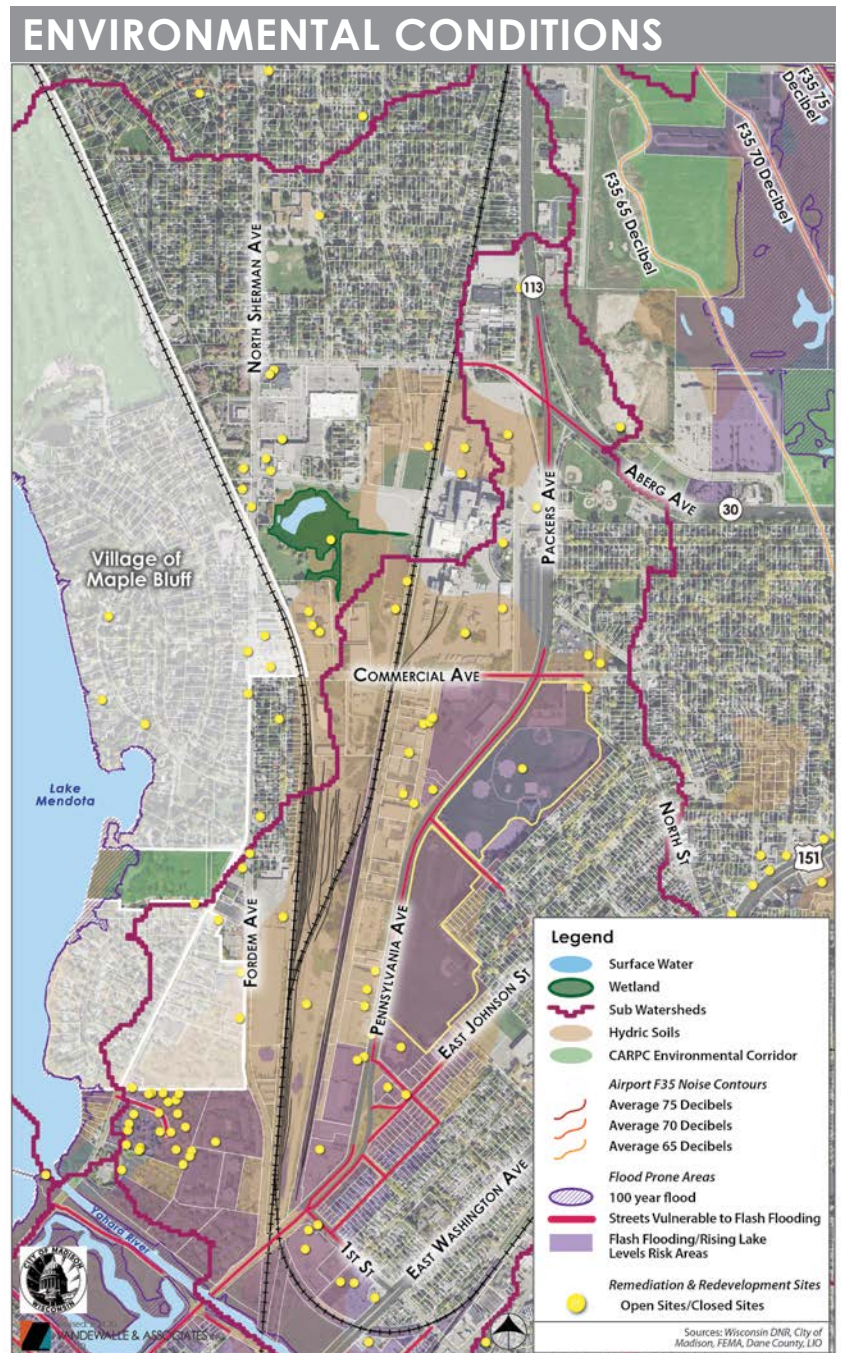 ENVIRONMENTAL CONDITIONS
F35 75
Decibel
F35 70 Decibel
F35 65 Decibel
NORTH SHERMAN AVE
113
PACKERS AVE
ABERG AVE
30
Village of
Maple Bluff
COMMERCIAL AVE
Lake
Mendota
NORTH ST
151
FORDEM AVE
PENNSYLVANIA AVE
EAST JOHNSON ST
EAST WASHINGTON AVE
1ST ST
Yahara River
CITY OF MADISON
WISCONSIN
VANDEWALLE & ASSOCIATES
Legend
Surface Water
Wetland
Sub Watersheds
Hydric Soils
CARPC Environmental Corridor
Airport F35 Noise Contours
Average 75 Decibels
Average 70 Decibels
Average 65 Decibels
Flood Prone Areas
100 year flood
Streets Vulnerable to Flash Flooding
Flash Flooding/Rising Lake
Levels Risk Areas
Remediation & Redevelopment Sites
Open Sites/Closed Sites
Sources: Wisconsin DNR, City of
Madison, FEMA, Dane County, LIO